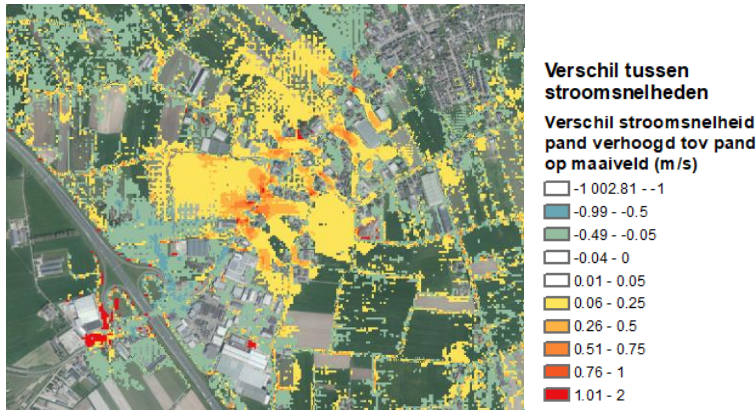 Verschil tussen
stroomsnelheden
Verschil stroomsnelheid
pand verhoogd tov pand
op maaiveld (m/s)
-1 002.81 - -1
-0.99 - -0.5
-0.49 - -0.05
-0.04 - 0
0.01 - 0.05
0.06 - 0.25
0.26 - 0.5
0.51 - 0.75
0.76 - 1
1.01 - 2